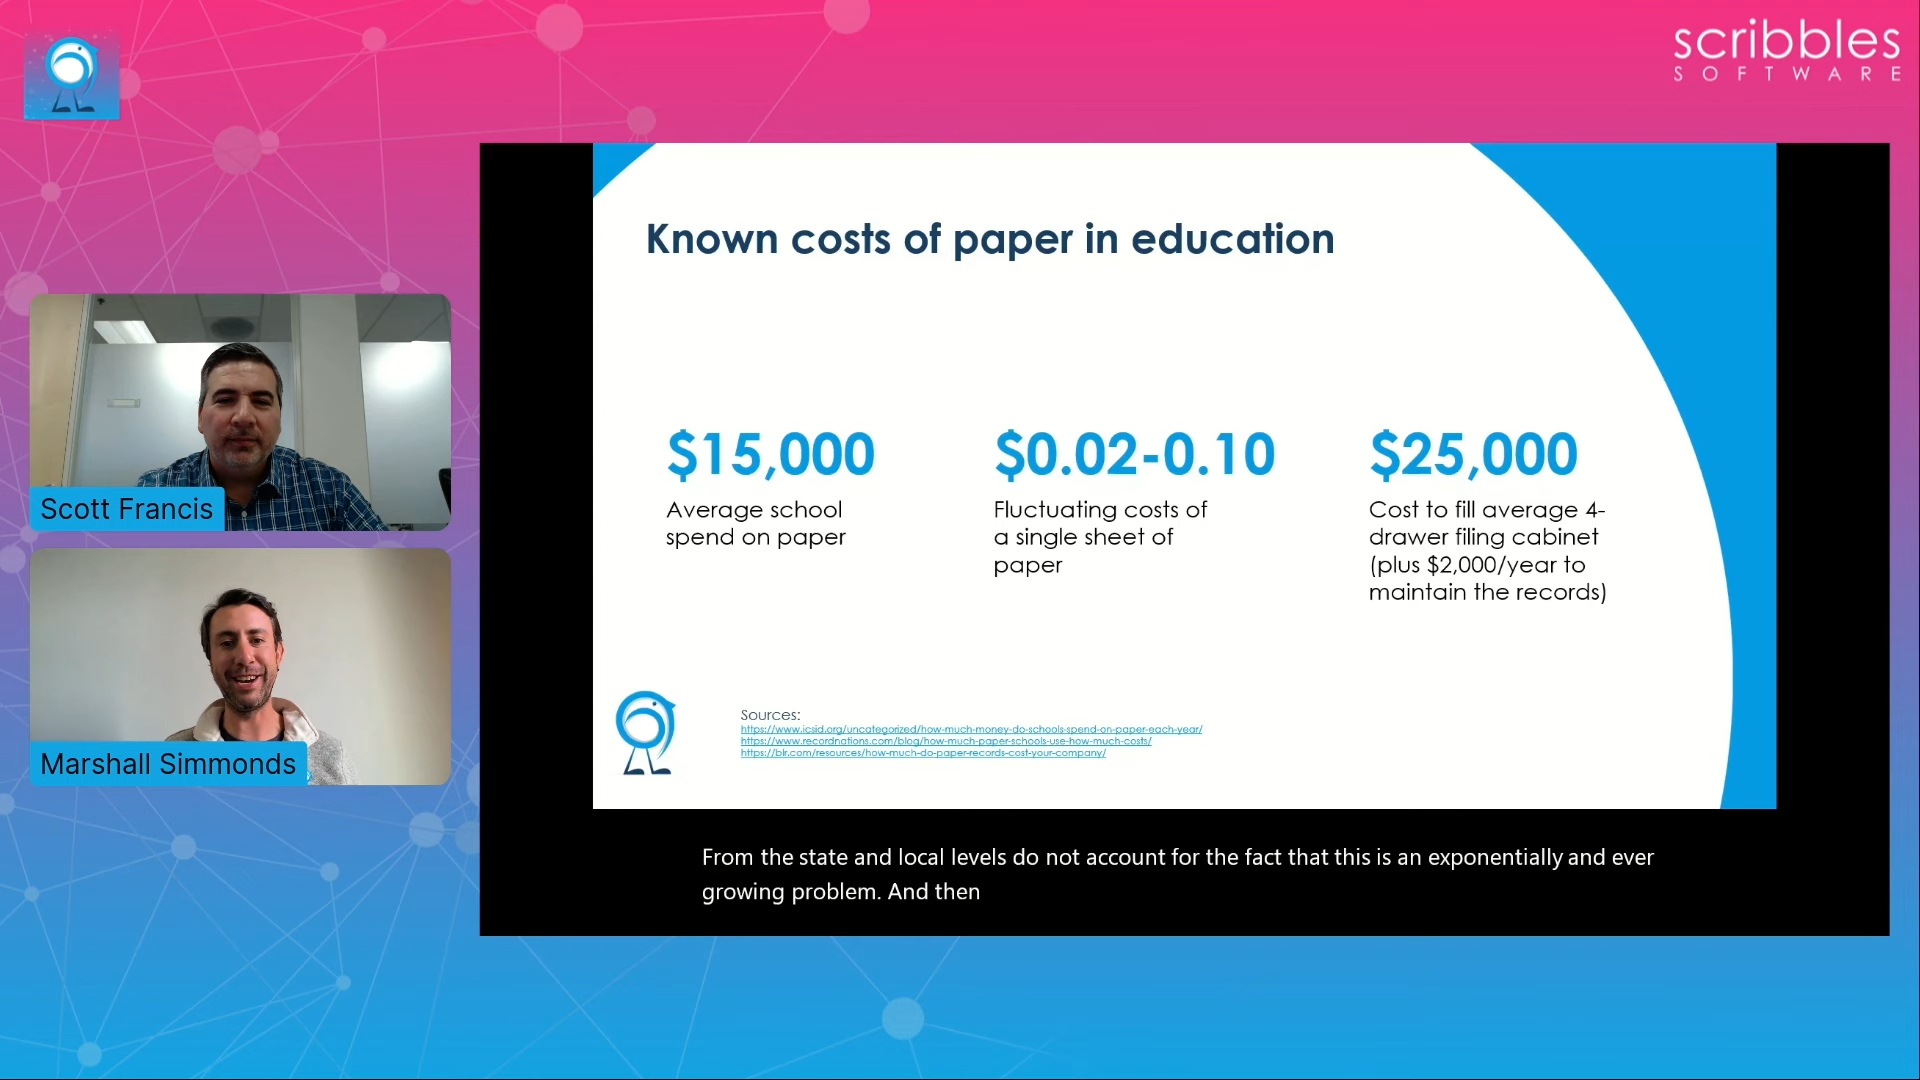 scribbles
SOFTWARE
Known costs of paper in education
$15,000
Average school
spend on paper
$0.02-0.10
Fluctuating costs of
a single sheet of
paper
$25,000
Cost to fill average 4-
drawer filing cabinet
(plus $2,000/year to
maintain the records)
Scott Francis
Marshall Simmonds
Sources:
https://www.icsid.org/uncategorized/how-much-money-do-schools-spend-on-paper-each-year/
https://www.recordnations.com/blog/how-much-paper-schools-use-how-much-costs/
https://blr.com/resources/how-much-do-paper-records-cost-your-company/
From the state and local levels do not account for the fact that this is an exponentially and ever
growing problem. And then